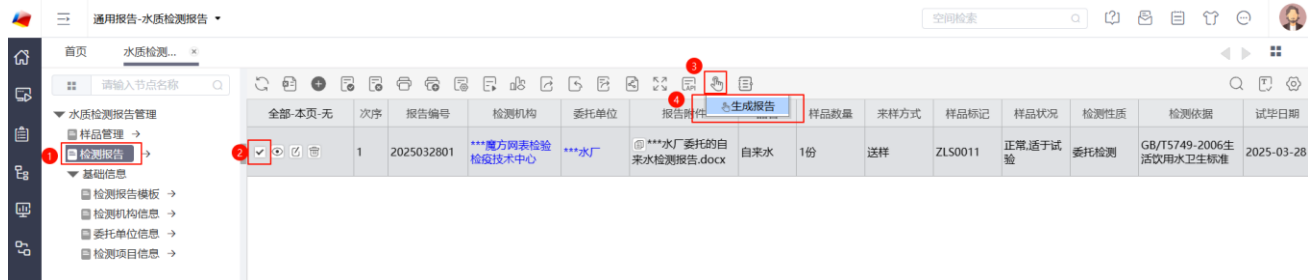 通用报告-水质检测报告
空间检索
首页
水质检测...
请输入节点名称
水质检测报告管理
样品管理
检测报告
基础信息
检测报告模板
检测机构信息
委托单位信息
检测项目信息
1
2
3
4
生成报告
全部-本页-无 次序 报告编号 检测机构 委托单位 报告附件 样品数量 来样方式 样品标记 样品状况 检测性质 检测依据 试毕日期
1 2025032801 ***魔方网表检验检疫技术中心 ***水厂 ***水厂委托的自来水检测报告.docx 自来水 1份 送样 ZLS0011 正常,适于试验 委托检测 GB/T5749-2006生活饮用水卫生标准 2025-03-28